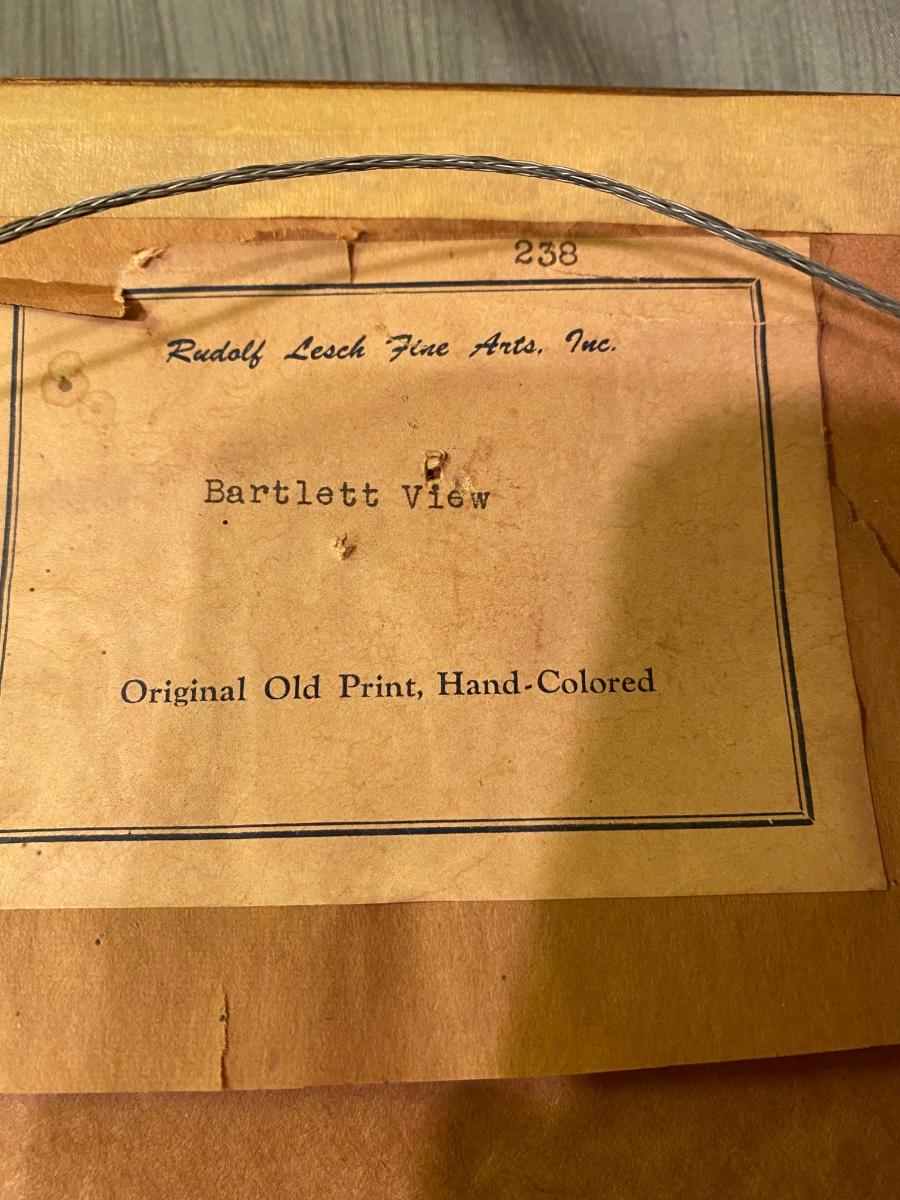 238
Rudolf Lesch Fine Arts, Inc.
Bartlett View
Original Old Print, Hand-Colored